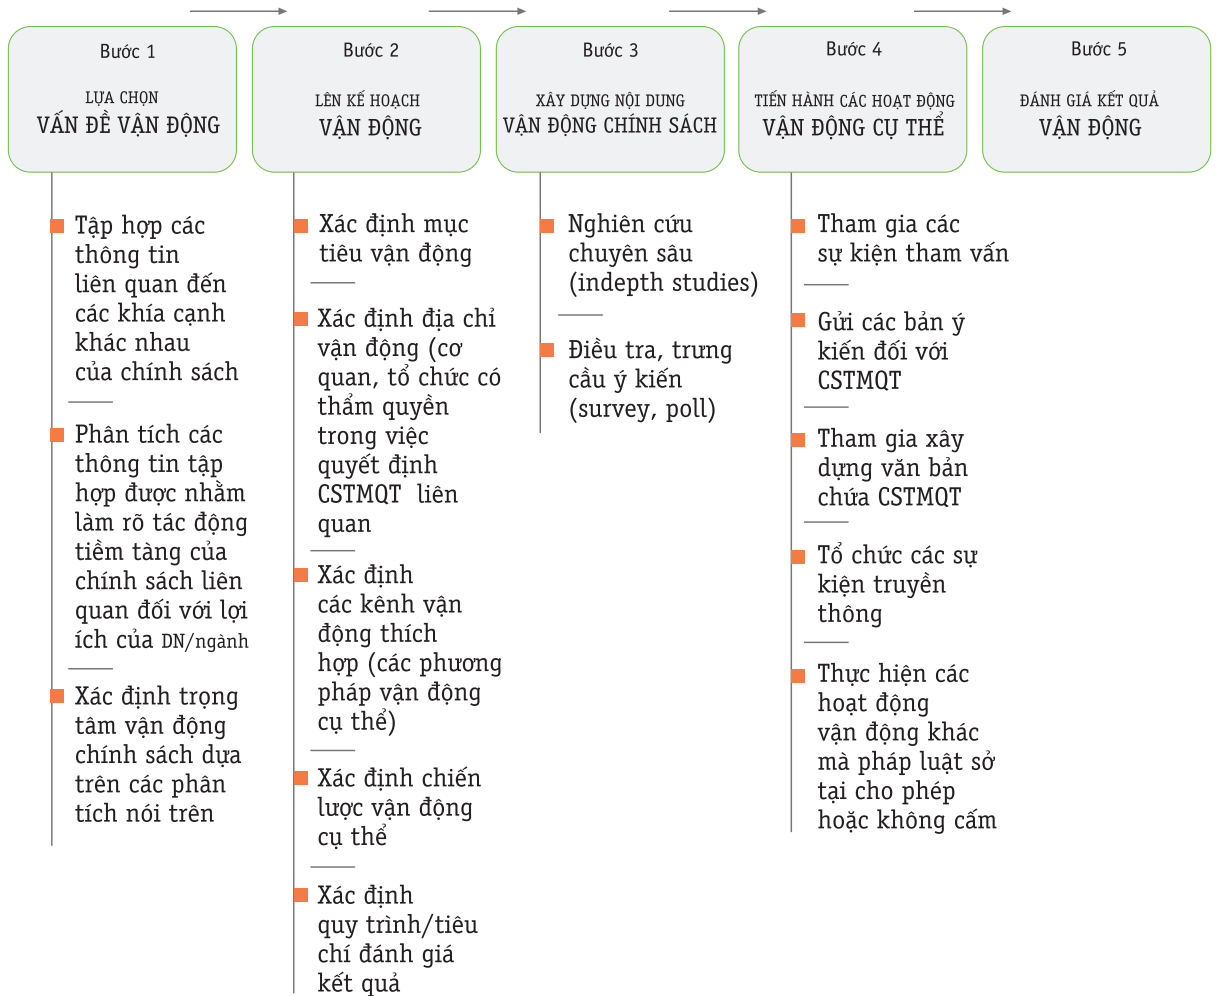 Bước 1
LỰA CHỌN
VẤN ĐỀ VẬN ĐỘNG
Tập hợp các
thông tin
liên quan đến
các khía cạnh
khác nhau
của chính sách
Phân tích các
thông tin tập
hợp được nhằm
làm rõ tác động
tiềm tàng của
chính sách liên
quan đối với lợi
ích của DN/ngành
Xác định trọng
tâm vận động
chính sách dựa
trên các phân
tích nói trên
Bước 2
LÊN KẾ HOẠCH
VẬN ĐỘNG
Xác định mục
tiêu vận động
Xác định địa chỉ
vận động (cơ
quan, tổ chức có
thẩm quyền
trong việc
quyết định
CSTMQT liên
quan
Xác định
các kênh vận
động thích
hợp (các phương
pháp vận động
cụ thể)
Xác định chiến
lược vận động
cụ thể
Xác định
quy trình/tiêu
chí đánh giá
kết quả
Bước 3
XÂY DỰNG NỘI DUNG
VẬN ĐỘNG CHÍNH SÁCH
Nghiên cứu
chuyên sâu
(indepth studies)
Điều tra, trưng
cầu ý kiến
(survey, poll)
Bước 4
TIẾN HÀNH CÁC HOẠT ĐỘNG
VẬN ĐỘNG CỤ THỂ
Tham gia các
sự kiện tham vấn
Gửi các bản ý
kiến đối với
CSTMQT
Tham gia xây
dựng văn bản
chứa CSTMQT
Tổ chức các sự
kiện truyền
thông
Thực hiện các
hoạt động
vận động khác
mà pháp luật sở
tại cho phép
hoặc không cấm
Bước 5
ĐÁNH GIÁ KẾT QUẢ
VẬN ĐỘNG